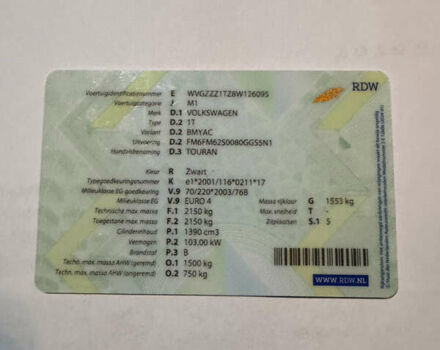 RDW
Voertuigidentificatienummer E WVGZZZ1TZ8W126095
Voertuigcategorie J M1
Merk D.1 VOLKSWAGEN
Type D.2 1T
Variant D.2 BMYAC
Uitvoering D.2 FM6FM62S0080GGS5N1
Handelsbenaming D.3 TOURAN
Kleur R Zwart
Typegoedkeuringsnummer K e1*2001/116*0211*17
Milieuklasse EG-goedkeuring V.9 70/220*2003/76B
Milieuklasse EG V.9 EURO 4 Massa rijklaar G 1553 kg
Technische max. massa F.1 2150 kg Max. snelheid T -
Toegestane max. massa F.2 2150 kg Zitplaatsen S.1 5
Cilinderinhoud P.1 1390 cm3
Vermogen P.2 103,00 kW
Brandstof P.3 B
Techn. max. massa AHW (geremd) O.1 1500 kg
Techn. max. massa AHW (ongeremd) O.2 750 kg
WWW.RDW.NL